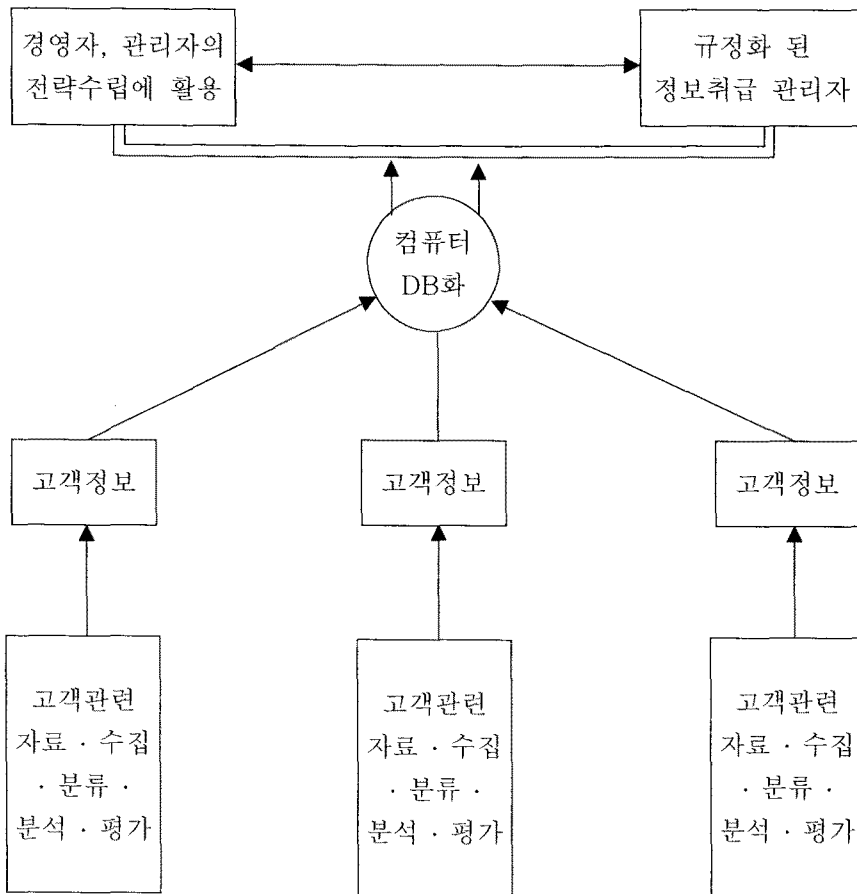 경영자, 관리자의
전략수립에 활용
규정화 된
정보취급 관리자
컴퓨터
DB화
고객정보
고객정보
고객정보
고객관련
자료 · 수집
· 분류 ·
분석 · 평가
고객관련
자료 · 수집
· 분류 ·
분석 · 평가
고객관련
자료 · 수집
· 분류 ·
분석 · 평가